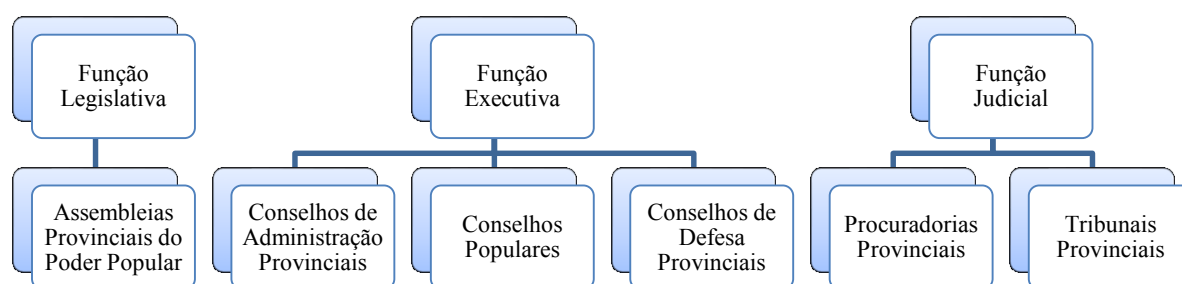 Função
Legislativa
Função
Executiva
Função
Judicial
Assembleias
Provinciais do
Poder Popular
Conselhos de
Administração
Provinciais
Conselhos
Populares
Conselhos de
Defesa
Provinciais
Procuradorias
Provinciais
Tribunais
Provinciais